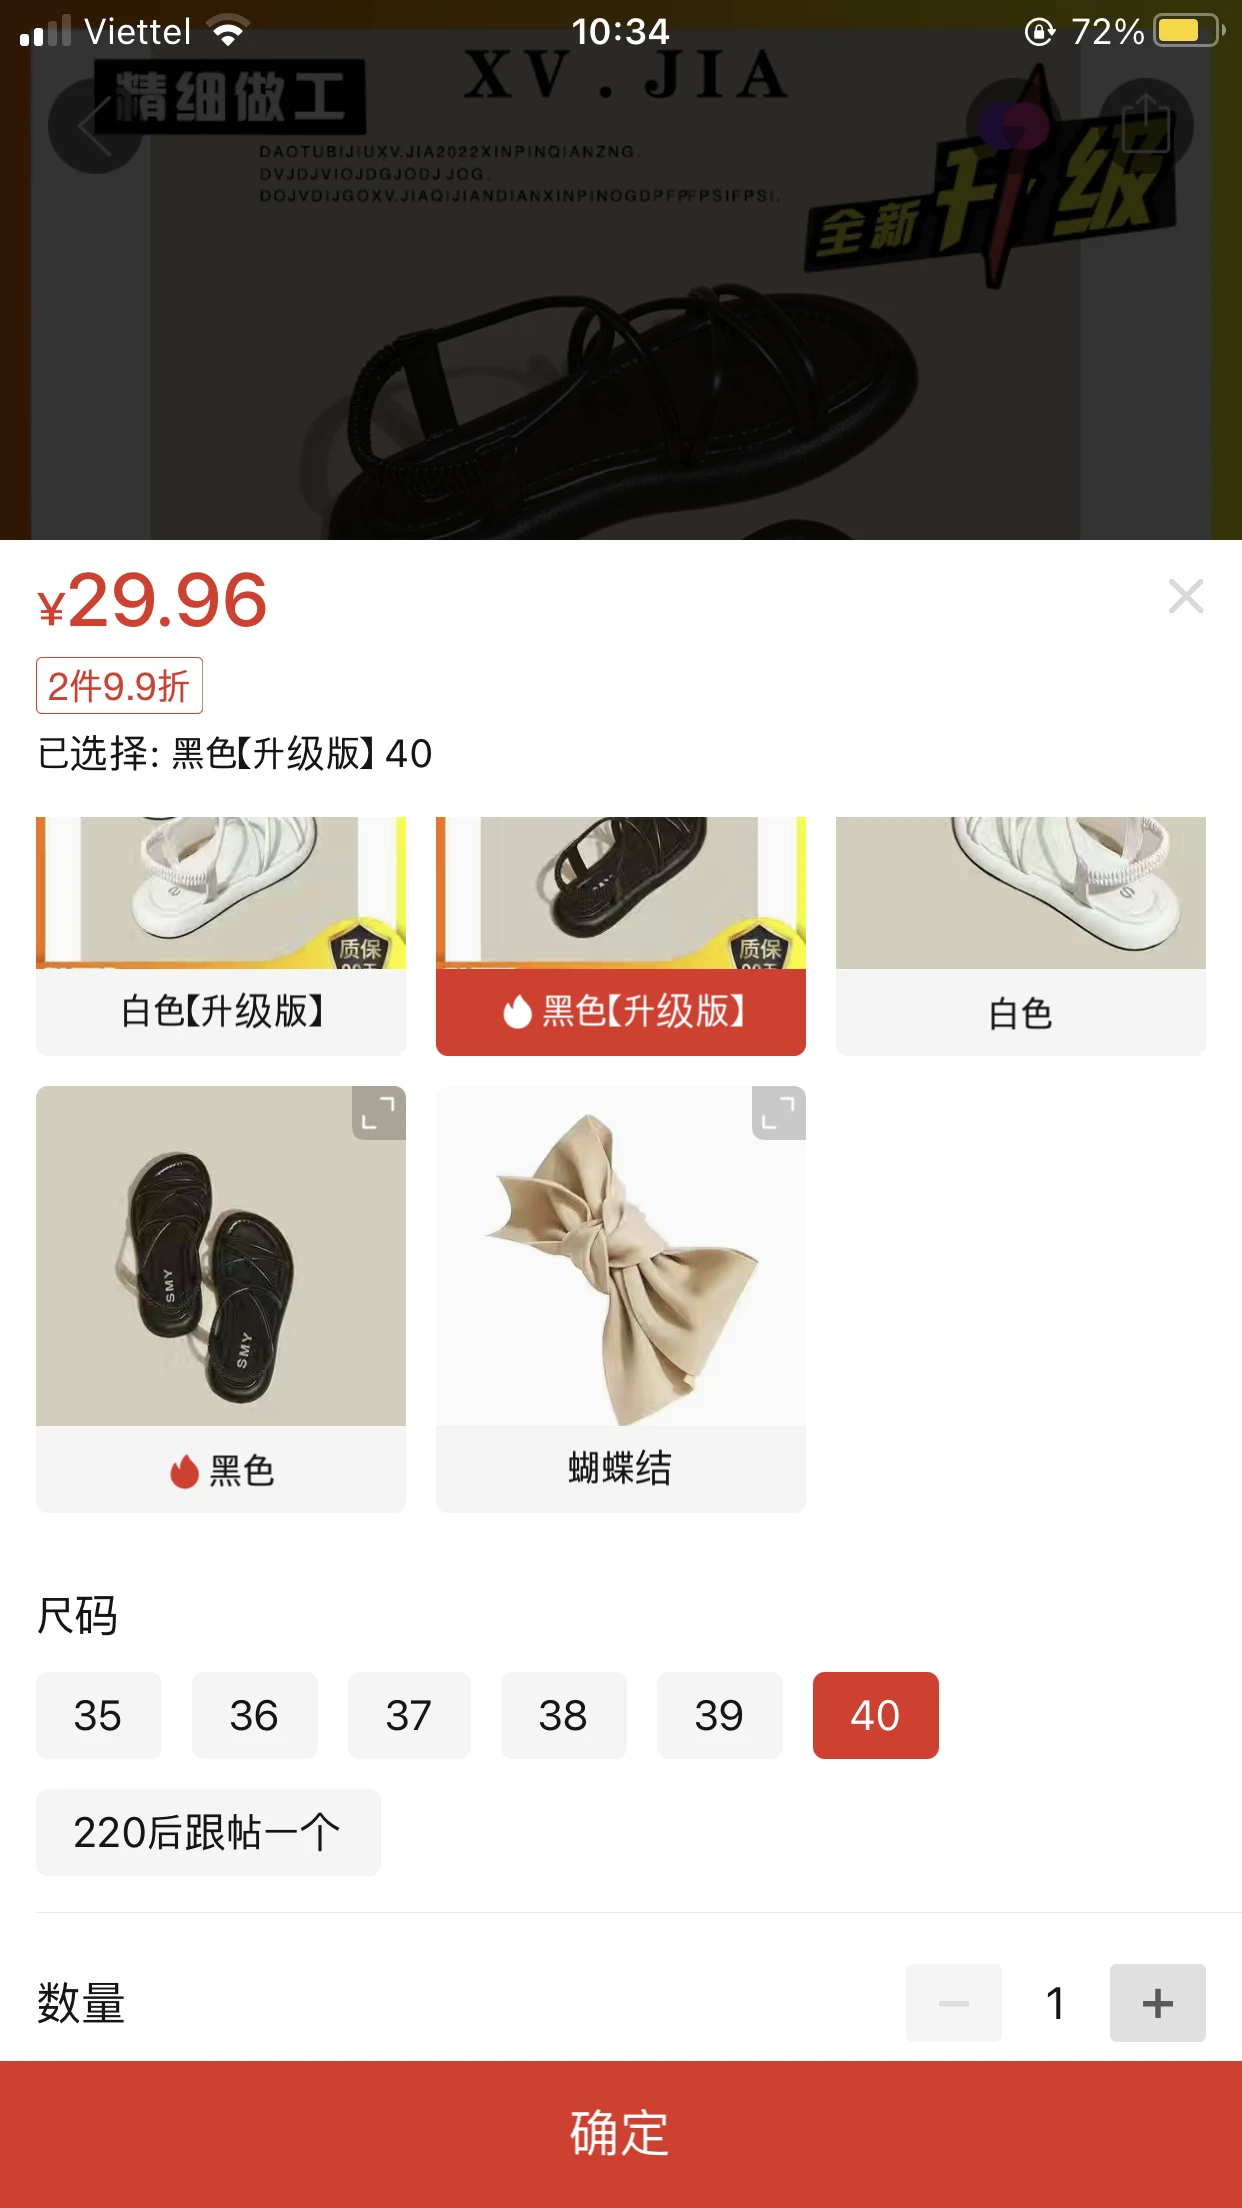 Viettel 10:34 72%
精细做工
XV.JIA
DAOTUBIJIUXV.JIA2022XINPINQIANZNG.
DVJDJVIOJDGJODJ JOG.
DOJVDIJGOXV.JIAQIJIANDIANXINPINOGDPFPFPSIFPSI.
全新升级
¥29.96
2件9.9折
已选择: 黑色【升级版】 40
质保
质保
白色【升级版】
黑色【升级版】
白色
SMY
SMY
黑色
蝴蝶结
尺码
35 36 37 38 39 40
220后跟帖一个
数量 1
确定